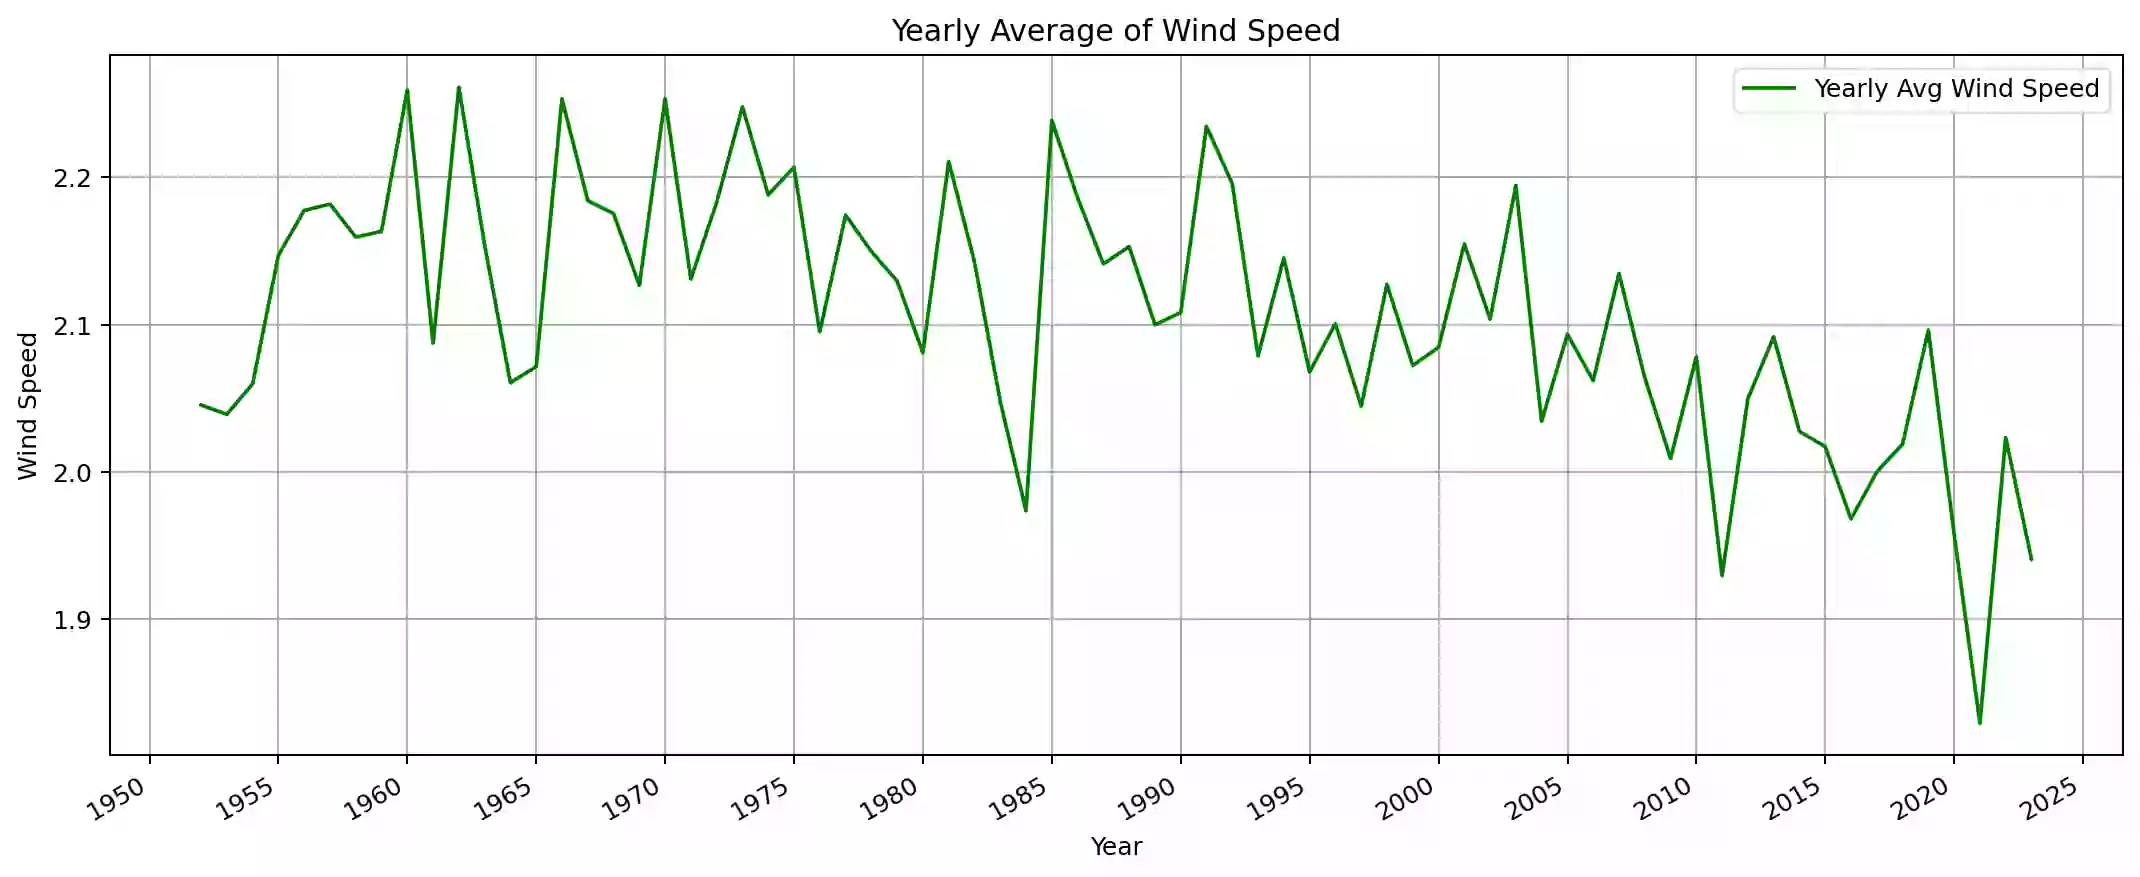 Yearly Average of Wind Speed
Yearly Avg Wind Speed
Wind Speed
2.2
2.1
2.0
1.9
1950 1955 1960 1965 1970 1975 1980 1985 1990 1995 2000 2005 2010 2015 2020 2025
Year